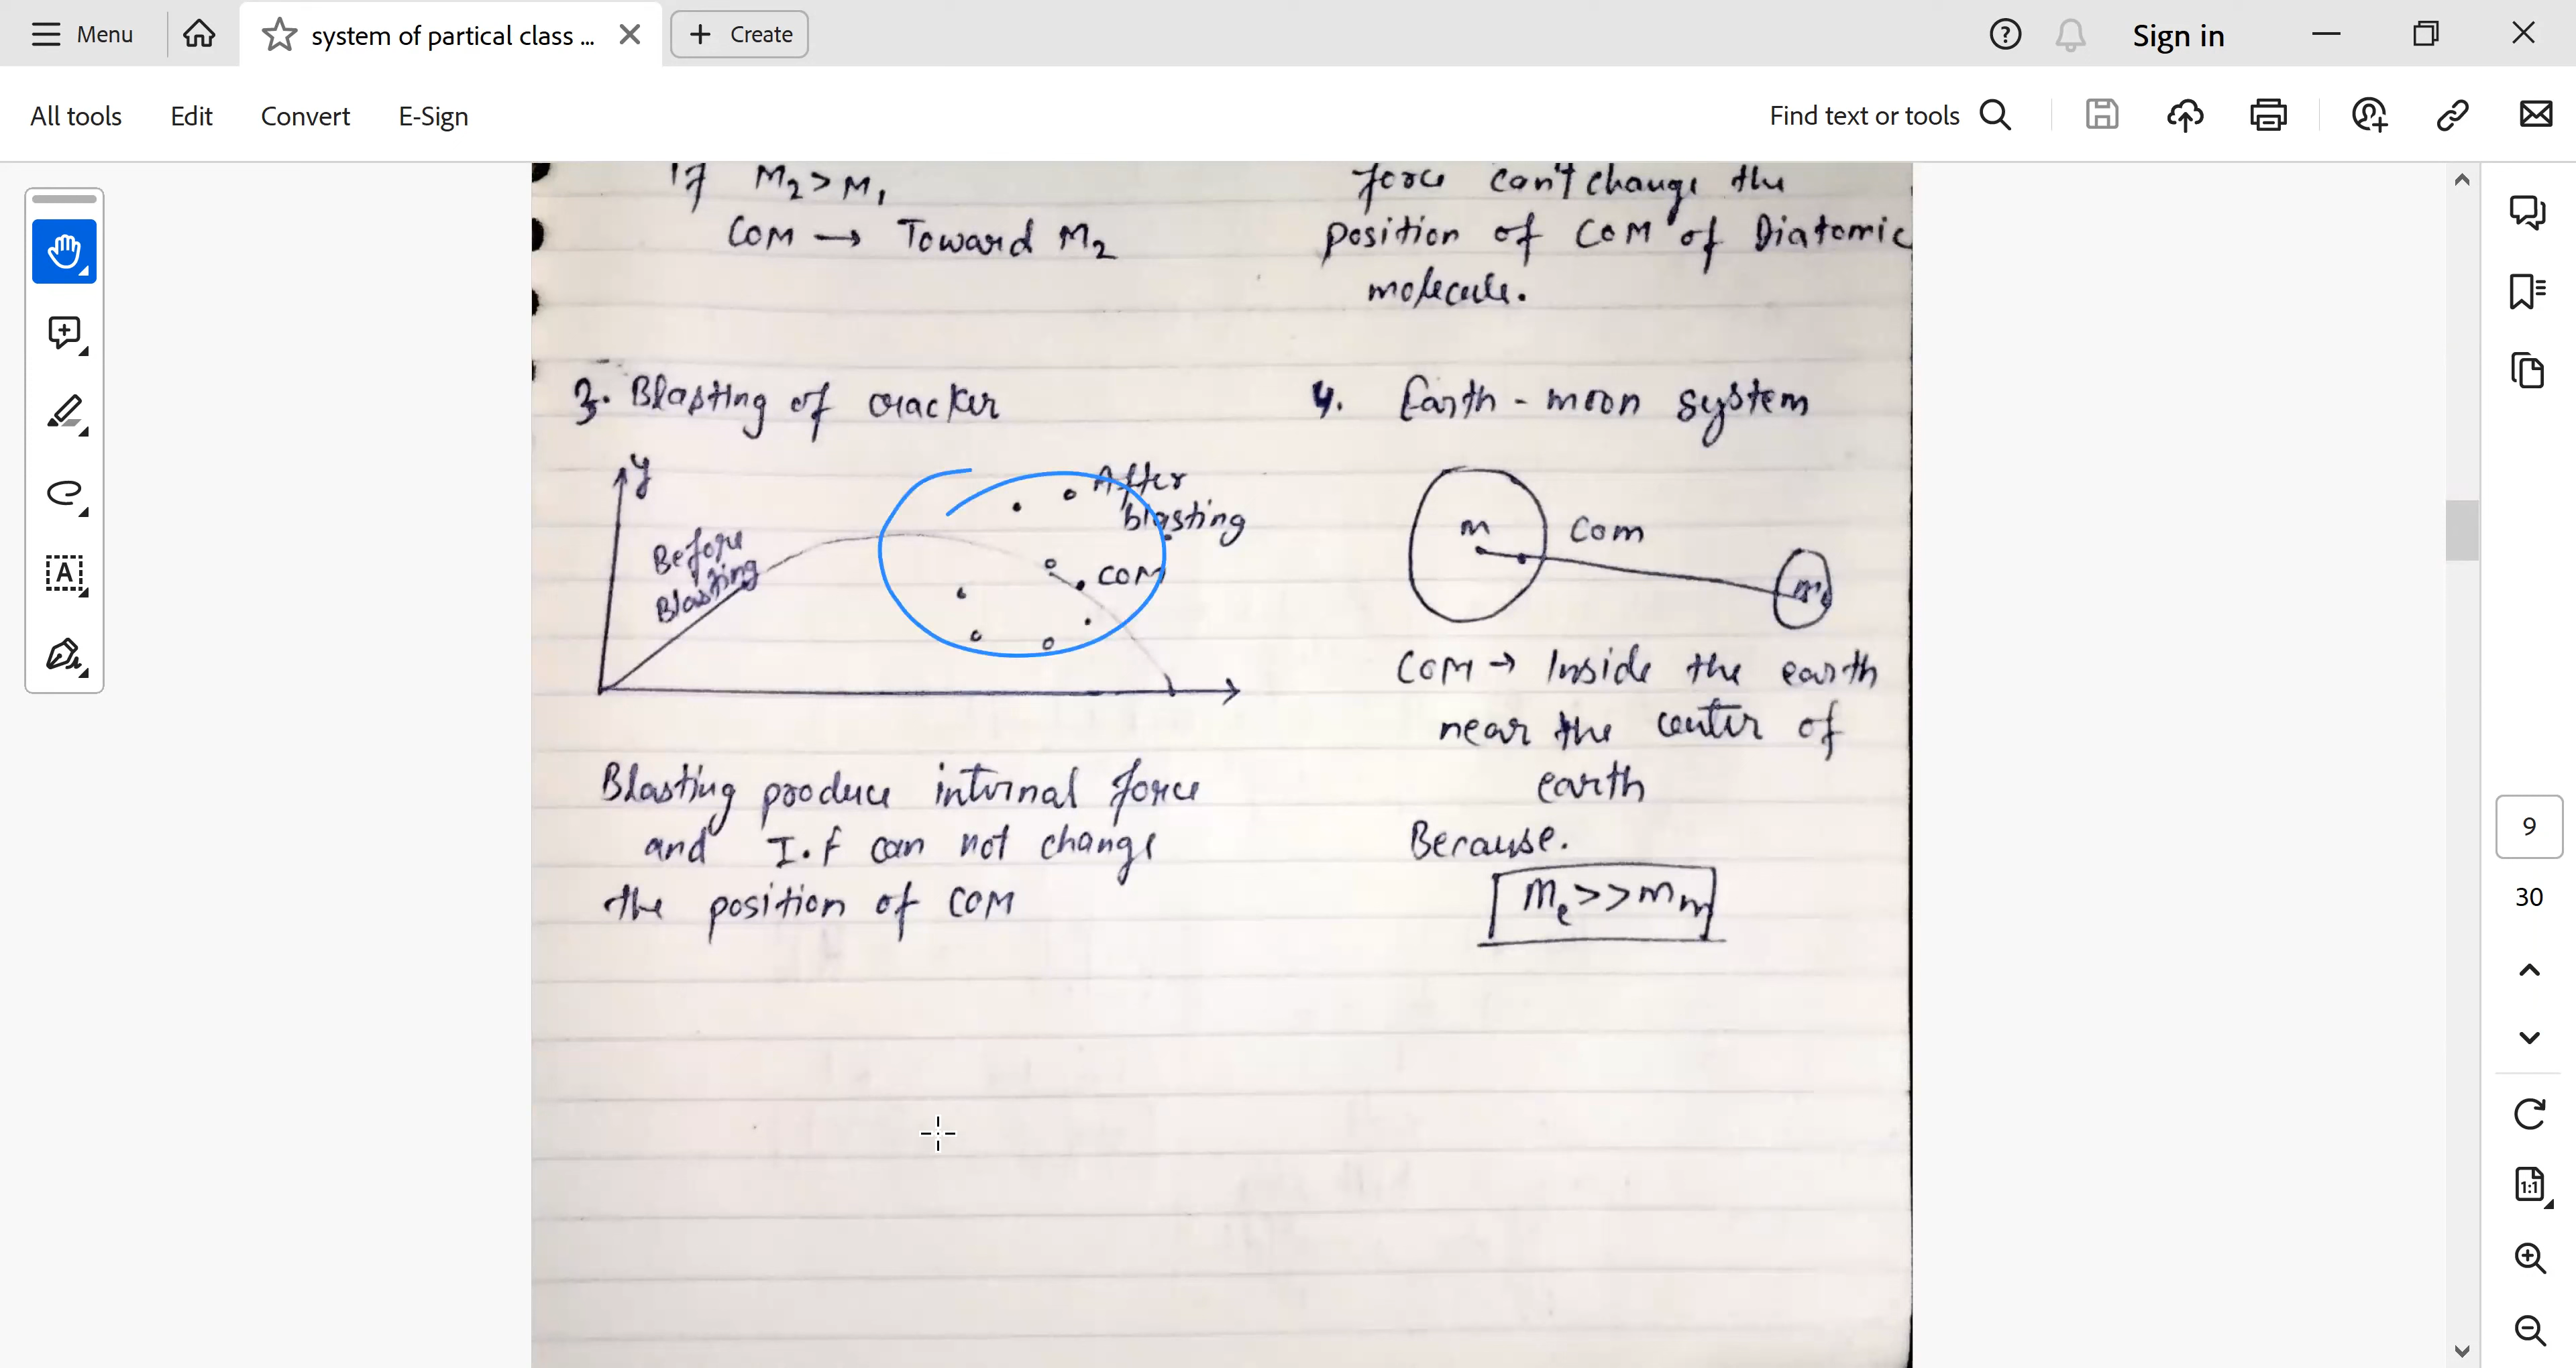 Menu
system of partical class ...
Create
Sign in
All tools
Edit
Convert
E-Sign
Find text or tools
If M₂ > M₁
COM → Toward M₂
force can't change the
position of COM of Diatomic
molecule.
3. Blasting of cracker
y
Before
Blasting
After
blasting
COM
Blasting produce internal force
and I.F can not change
the position of COM
4. Earth - moon system
m
Com
m
COM → Inside the earth
near the center of
earth
Because.
Me >> mm
9
30
1:1